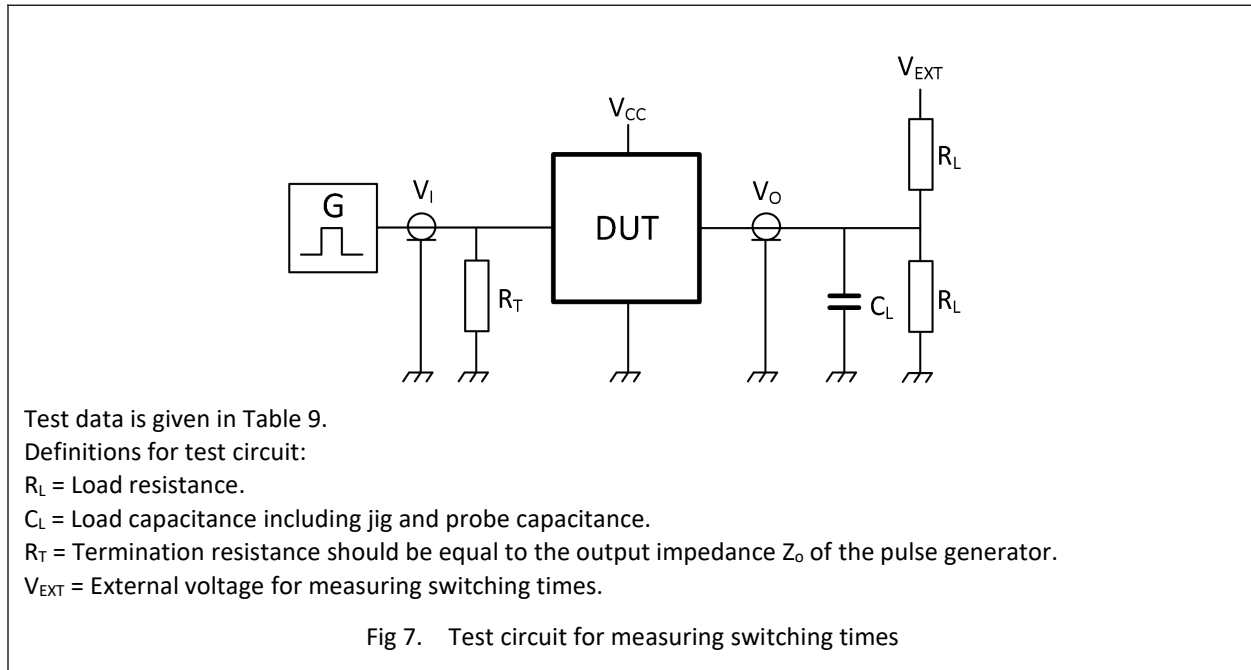 V_EXT
V_CC
R_L
G
V_I
V_O
DUT
R_T
C_L
R_L
Test data is given in Table 9.
Definitions for test circuit:
R_L = Load resistance.
C_L = Load capacitance including jig and probe capacitance.
R_T = Termination resistance should be equal to the output impedance Z_o of the pulse generator.
V_EXT = External voltage for measuring switching times.
Fig 7. Test circuit for measuring switching times